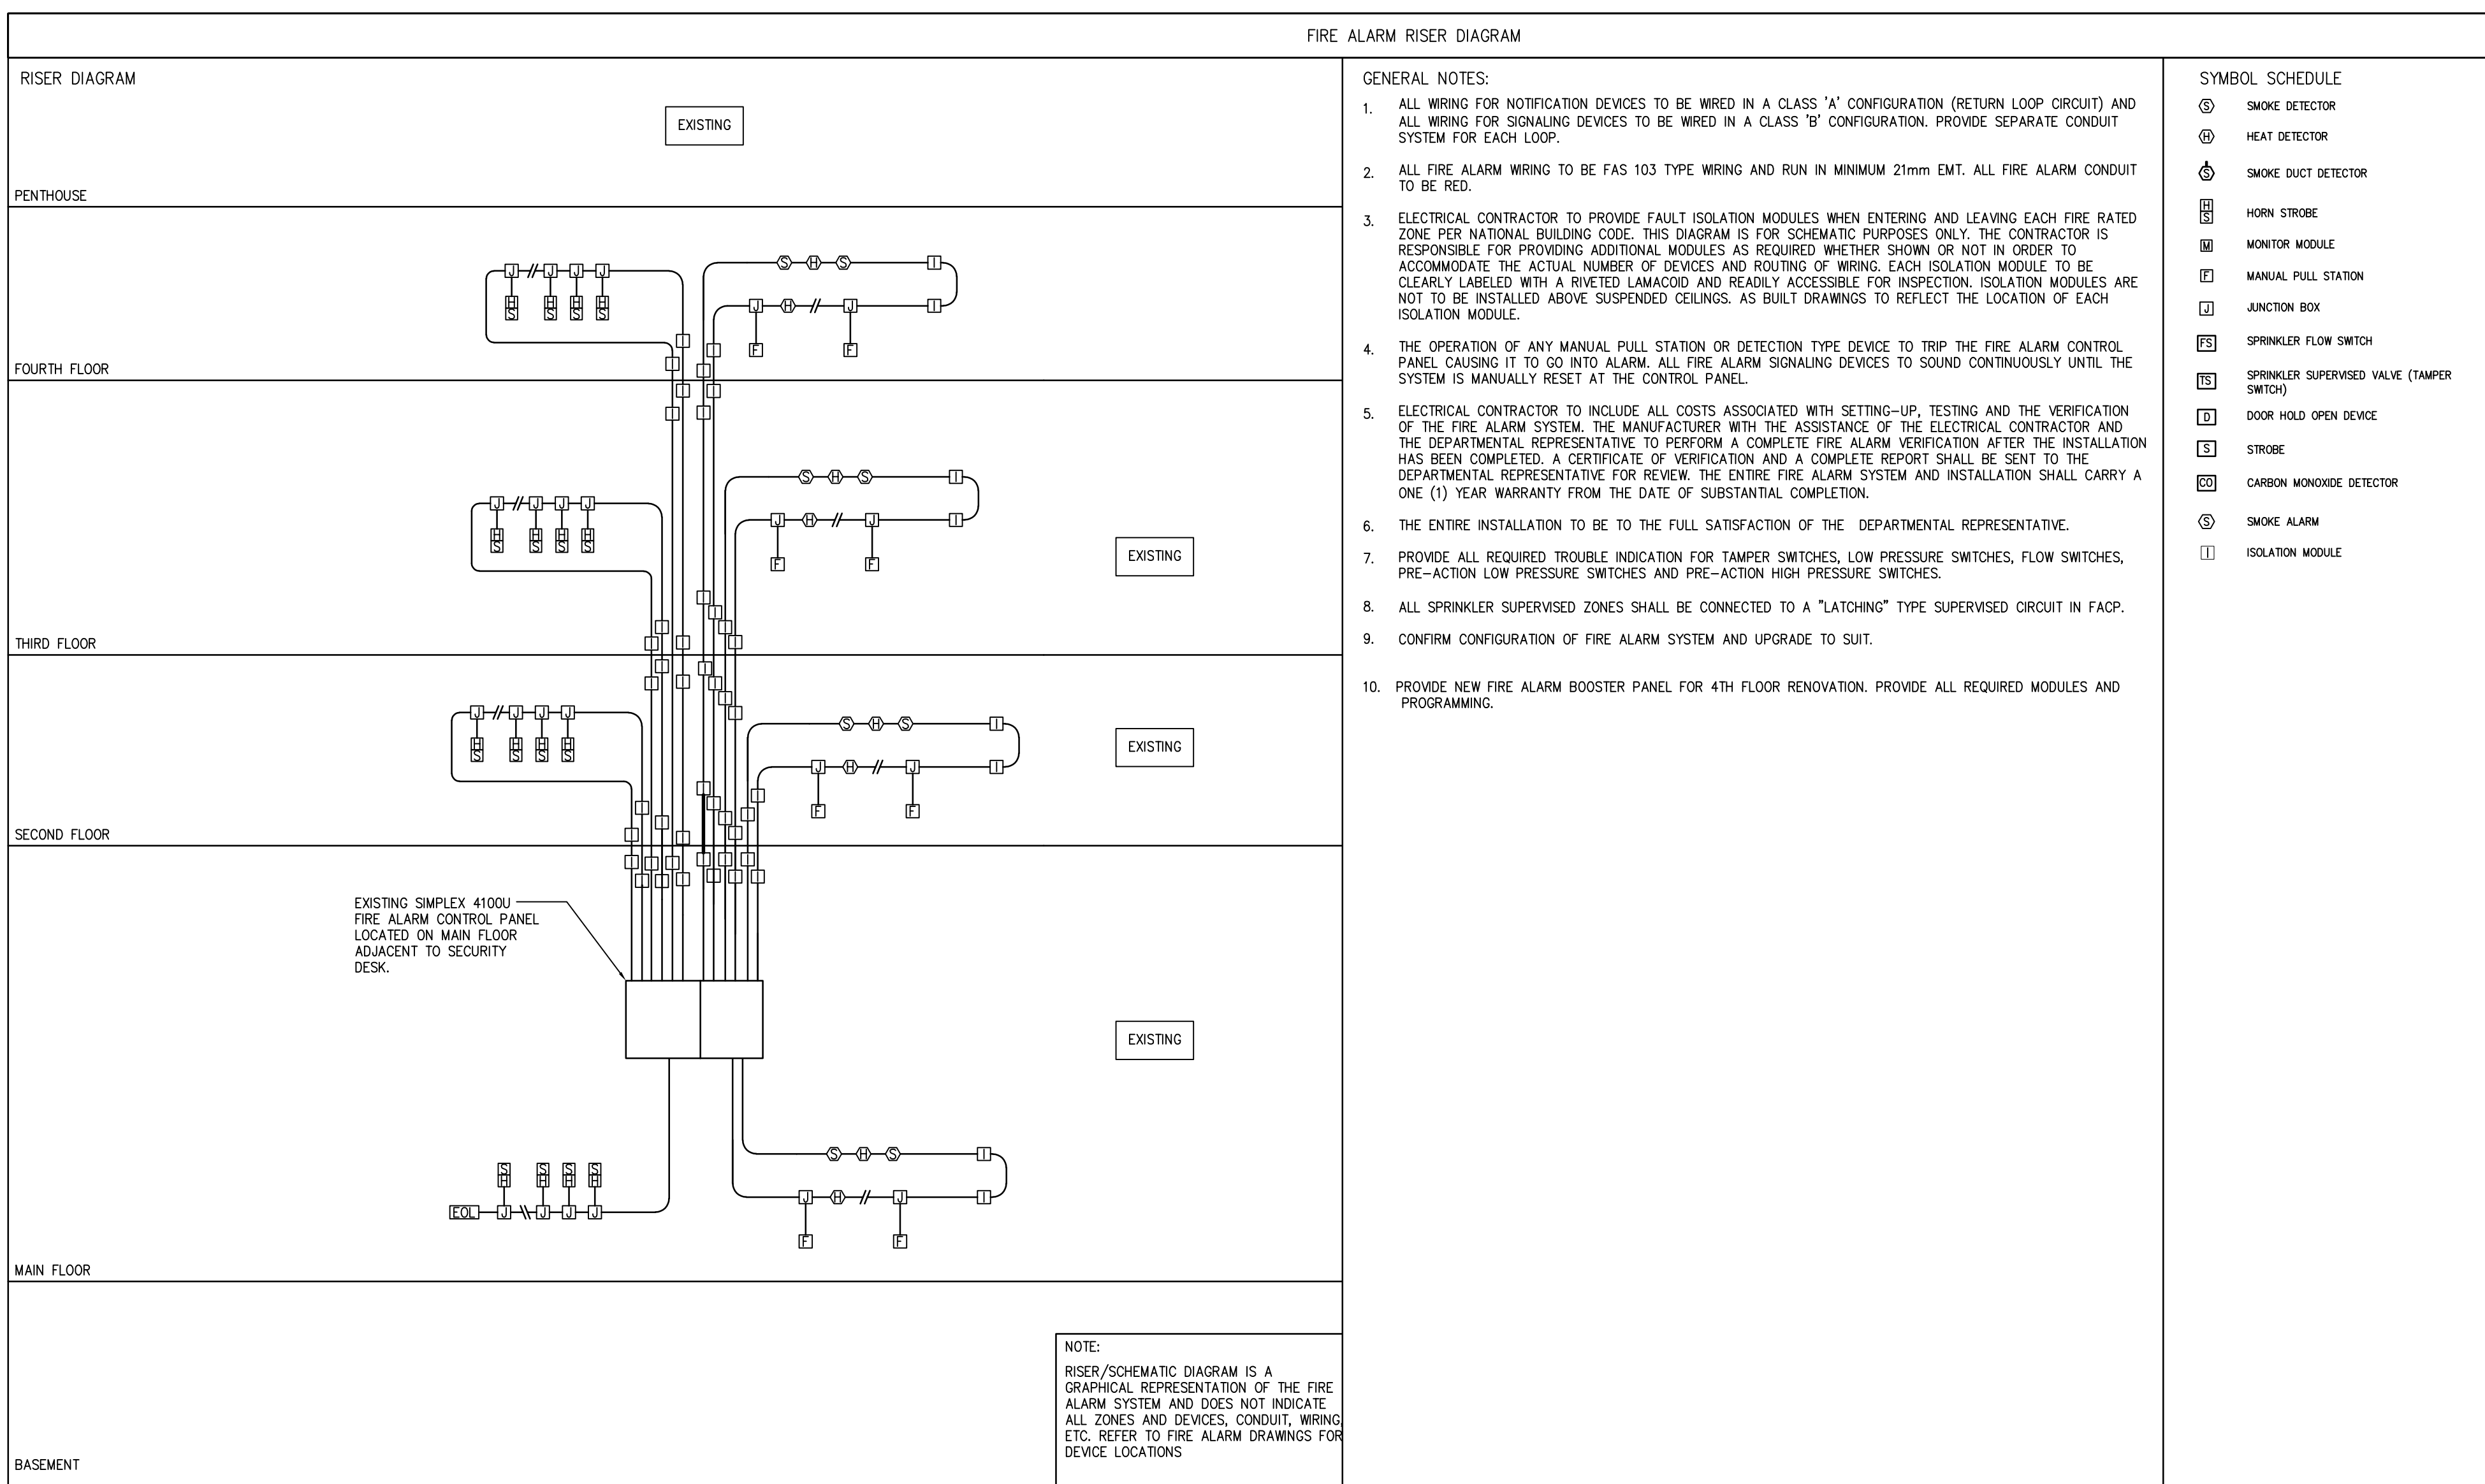 FIRE ALARM RISER DIAGRAM
RISER DIAGRAM
EXISTING
PENTHOUSE
J J J J
H H H H
S S S S
S H S I
J H J I
F F
I
I
I
I
FOURTH FLOOR
I
I
I
I
S H S I
J J J J
H H H H
S S S S
J H J I
F F
EXISTING
I
I
I I
I I I
THIRD FLOOR
I I
I I I
I
I
J J J J
H H H H
S S S S
S H S I
J H J I
F F
EXISTING
I
I I
I I
I I
I I I
SECOND FLOOR
I I I I I I
I I I I I I
EXISTING SIMPLEX 4100U
FIRE ALARM CONTROL PANEL
LOCATED ON MAIN FLOOR
ADJACENT TO SECURITY
DESK.
EXISTING
S H S I
S S S S
H H H H
J H J I
EOL J J J J
F F
MAIN FLOOR
NOTE:
RISER/SCHEMATIC DIAGRAM IS A
GRAPHICAL REPRESENTATION OF THE FIRE
ALARM SYSTEM AND DOES NOT INDICATE
ALL ZONES AND DEVICES, CONDUIT, WIRING,
ETC. REFER TO FIRE ALARM DRAWINGS FOR
DEVICE LOCATIONS
BASEMENT
GENERAL NOTES:
1. ALL WIRING FOR NOTIFICATION DEVICES TO BE WIRED IN A CLASS 'A' CONFIGURATION (RETURN LOOP CIRCUIT) AND
ALL WIRING FOR SIGNALING DEVICES TO BE WIRED IN A CLASS 'B' CONFIGURATION. PROVIDE SEPARATE CONDUIT
SYSTEM FOR EACH LOOP.
2. ALL FIRE ALARM WIRING TO BE FAS 103 TYPE WIRING AND RUN IN MINIMUM 21mm EMT. ALL FIRE ALARM CONDUIT
TO BE RED.
3. ELECTRICAL CONTRACTOR TO PROVIDE FAULT ISOLATION MODULES WHEN ENTERING AND LEAVING EACH FIRE RATED
ZONE PER NATIONAL BUILDING CODE. THIS DIAGRAM IS FOR SCHEMATIC PURPOSES ONLY. THE CONTRACTOR IS
RESPONSIBLE FOR PROVIDING ADDITIONAL MODULES AS REQUIRED WHETHER SHOWN OR NOT IN ORDER TO
ACCOMMODATE THE ACTUAL NUMBER OF DEVICES AND ROUTING OF WIRING. EACH ISOLATION MODULE TO BE
CLEARLY LABELED WITH A RIVETED LAMACOID AND READILY ACCESSIBLE FOR INSPECTION. ISOLATION MODULES ARE
NOT TO BE INSTALLED ABOVE SUSPENDED CEILINGS. AS BUILT DRAWINGS TO REFLECT THE LOCATION OF EACH
ISOLATION MODULE.
4. THE OPERATION OF ANY MANUAL PULL STATION OR DETECTION TYPE DEVICE TO TRIP THE FIRE ALARM CONTROL
PANEL CAUSING IT TO GO INTO ALARM. ALL FIRE ALARM SIGNALING DEVICES TO SOUND CONTINUOUSLY UNTIL THE
SYSTEM IS MANUALLY RESET AT THE CONTROL PANEL.
5. ELECTRICAL CONTRACTOR TO INCLUDE ALL COSTS ASSOCIATED WITH SETTING-UP, TESTING AND THE VERIFICATION
OF THE FIRE ALARM SYSTEM. THE MANUFACTURER WITH THE ASSISTANCE OF THE ELECTRICAL CONTRACTOR AND
THE DEPARTMENTAL REPRESENTATIVE TO PERFORM A COMPLETE FIRE ALARM VERIFICATION AFTER THE INSTALLATION
HAS BEEN COMPLETED. A CERTIFICATE OF VERIFICATION AND A COMPLETE REPORT SHALL BE SENT TO THE
DEPARTMENTAL REPRESENTATIVE FOR REVIEW. THE ENTIRE FIRE ALARM SYSTEM AND INSTALLATION SHALL CARRY A
ONE (1) YEAR WARRANTY FROM THE DATE OF SUBSTANTIAL COMPLETION.
6. THE ENTIRE INSTALLATION TO BE TO THE FULL SATISFACTION OF THE DEPARTMENTAL REPRESENTATIVE.
7. PROVIDE ALL REQUIRED TROUBLE INDICATION FOR TAMPER SWITCHES, LOW PRESSURE SWITCHES, FLOW SWITCHES,
PRE-ACTION LOW PRESSURE SWITCHES AND PRE-ACTION HIGH PRESSURE SWITCHES.
8. ALL SPRINKLER SUPERVISED ZONES SHALL BE CONNECTED TO A "LATCHING" TYPE SUPERVISED CIRCUIT IN FACP.
9. CONFIRM CONFIGURATION OF FIRE ALARM SYSTEM AND UPGRADE TO SUIT.
10. PROVIDE NEW FIRE ALARM BOOSTER PANEL FOR 4TH FLOOR RENOVATION. PROVIDE ALL REQUIRED MODULES AND
PROGRAMMING.
SYMBOL SCHEDULE
S SMOKE DETECTOR
H HEAT DETECTOR
S SMOKE DUCT DETECTOR
H
S HORN STROBE
M MONITOR MODULE
F MANUAL PULL STATION
J JUNCTION BOX
FS SPRINKLER FLOW SWITCH
TS SPRINKLER SUPERVISED VALVE (TAMPER
SWITCH)
D DOOR HOLD OPEN DEVICE
S STROBE
CO CARBON MONOXIDE DETECTOR
S SMOKE ALARM
I ISOLATION MODULE